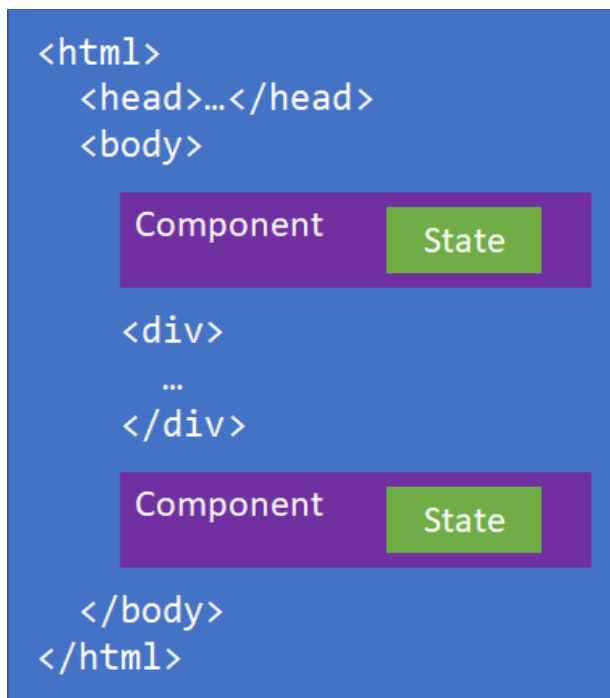 <html>
<head>…</head>
<body>
Component
State
<div>
…
</div>
Component
State
</body>
</html>